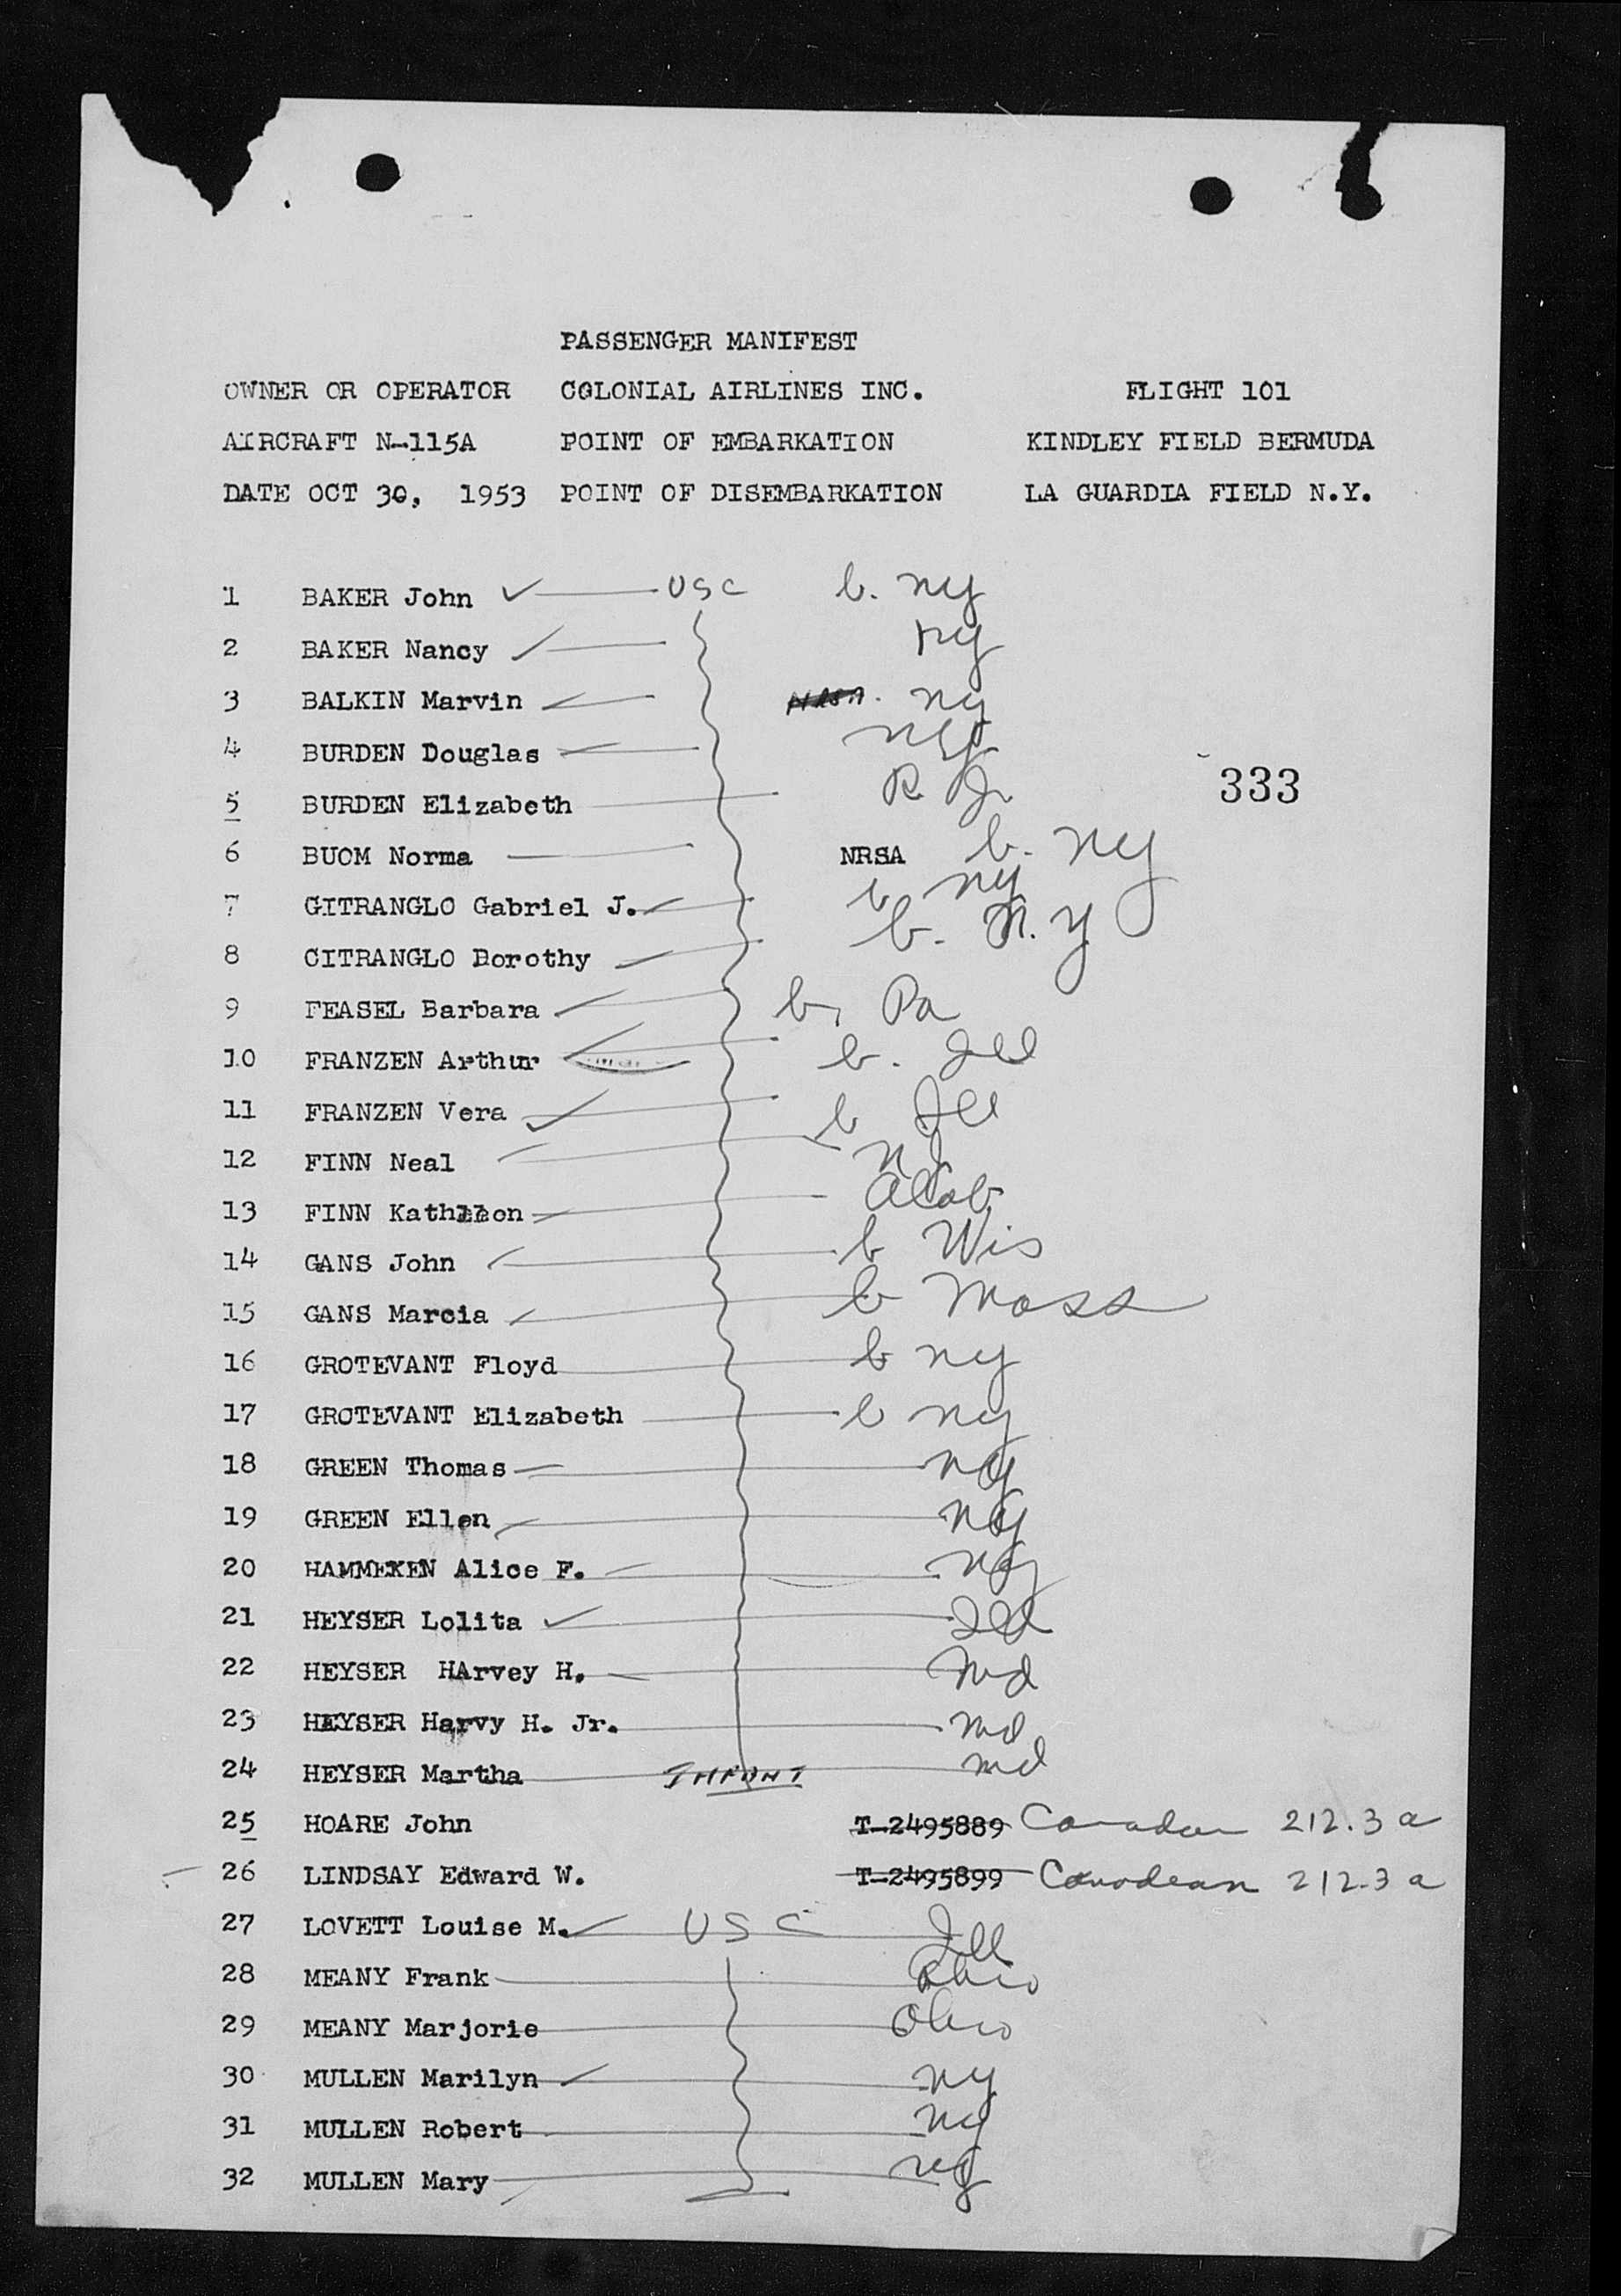 PASSENGER MANIFEST
OWNER OR OPERATOR COLONIAL AIRLINES INC. FLIGHT 101
AIRCRAFT N-115A POINT OF EMBARKATION KINDLEY FIELD BERMUDA
DATE OCT 30, 1953 POINT OF DISEMBARKATION LA GUARDIA FIELD N.Y.
1 BAKER John USC b. ny
2 BAKER Nancy ny
3 BALKIN Marvin ny
4 BURDEN Douglas
333
5 BURDEN Elizabeth
6 BUOM Norma NRSA b. ny
7 GITRANGLO Gabriel J. b ny
8 CITRANGLO Dorothy b. N.Y
9 FEASEL Barbara b, Pa
10 FRANZEN Arthur b. Ill
11 FRANZEN Vera b Ill
12 FINN Neal NJ
13 FINN Alab
14 GANS John b Wis
15 GANS Marcia b Mass
16 GROTEVANT Floyd b ny
17 GROTEVANT Elizabeth b ny
18 GREEN Thomas ny
19 GREEN Ellen ny
20 HAMMEKEN Alice F. ny
21 HEYSER Lolita Ill
22 HEYSER HArvey H. Md
23 HEYSER Harvy H. Jr. Md
24 HEYSER Martha INFANT Md
25 HOARE John T-2495889 212.3 a
26 LINDSAY Edward W. T-2495899 Canadean 212.3 a
27 LOVETT Louise M. USC Ill
28 MEANY Frank Ohio
29 MEANY Marjorie Ohio
30 MULLEN Marilyn ny
31 MULLEN Robert ny
32 MULLEN Mary ny